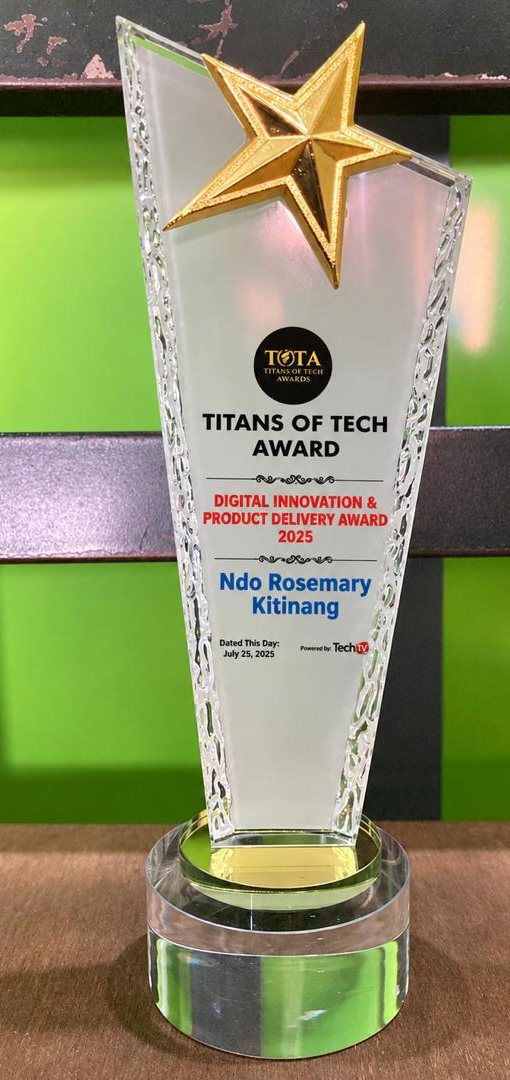 TOTA
TITANS OF TECH
AWARDS
TITANS OF TECH
AWARD
DIGITAL INNOVATION &
PRODUCT DELIVERY AWARD
2025
Ndo Rosemary
Kitinang
Dated This Day:
July 25, 2025
Powered by: TechTV